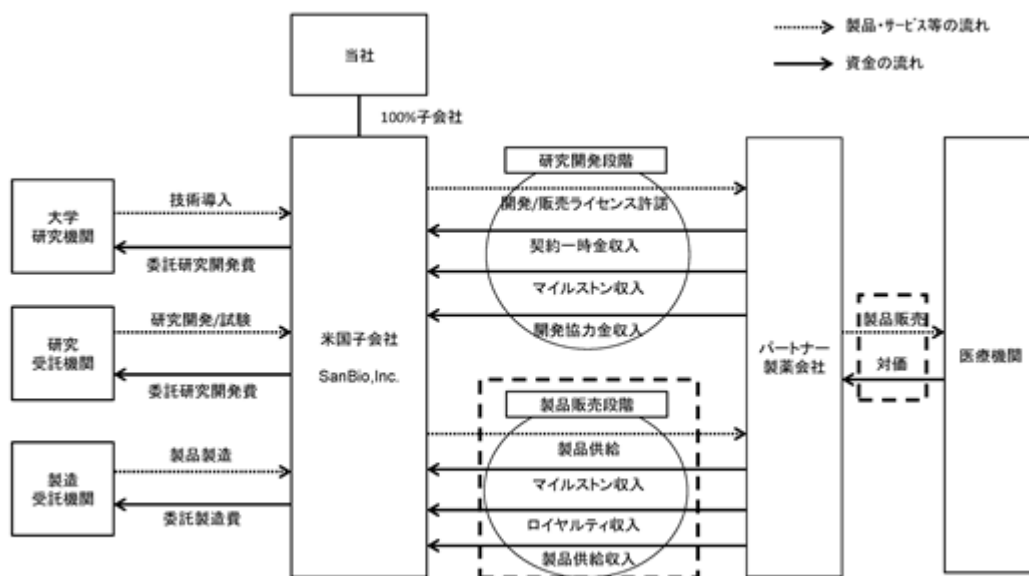 当社
製品・サービス等の流れ
資金の流れ
100%子会社
大学
研究機関
技術導入
委託研究開発費
研究
受託機関
研究開発/試験
委託研究開発費
製造
受託機関
製品製造
委託製造費
米国子会社
SanBio,Inc.
研究開発段階
開発/販売ライセンス許諾
契約一時金収入
マイルストン収入
開発協力金収入
製品販売段階
製品供給
マイルストン収入
ロイヤルティ収入
製品供給収入
パートナー
製薬会社
製品販売
対価
医療機関